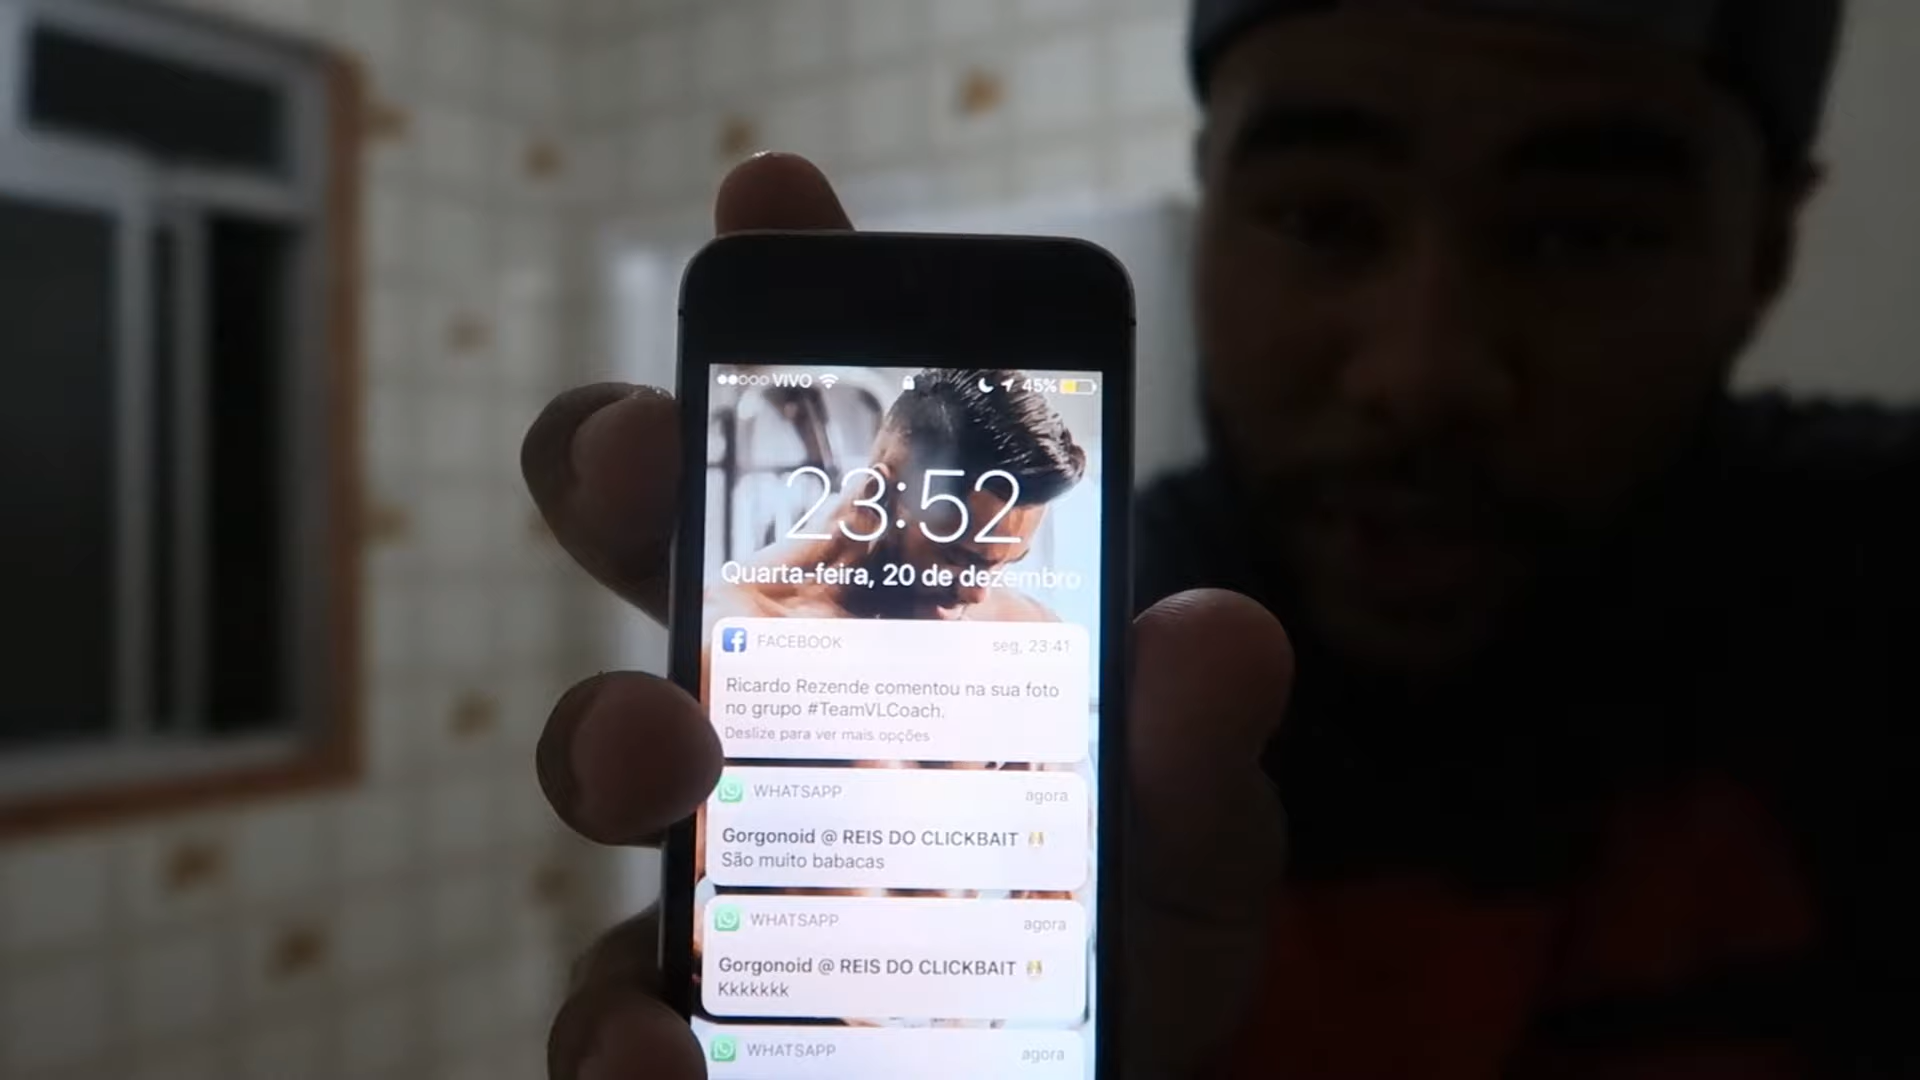 VIVO 45%
23:52
Quarta-feira, 20 de dezembro
FACEBOOK seg, 23:41
Ricardo Rezende comentou na sua foto
no grupo #TeamVLCoach.
Deslize para ver mais opções
WHATSAPP agora
Gorgonoid @ REIS DO CLICKBAIT
São muito babacas
WHATSAPP agora
Gorgonoid @ REIS DO CLICKBAIT
Kkkkkkk
WHATSAPP agora